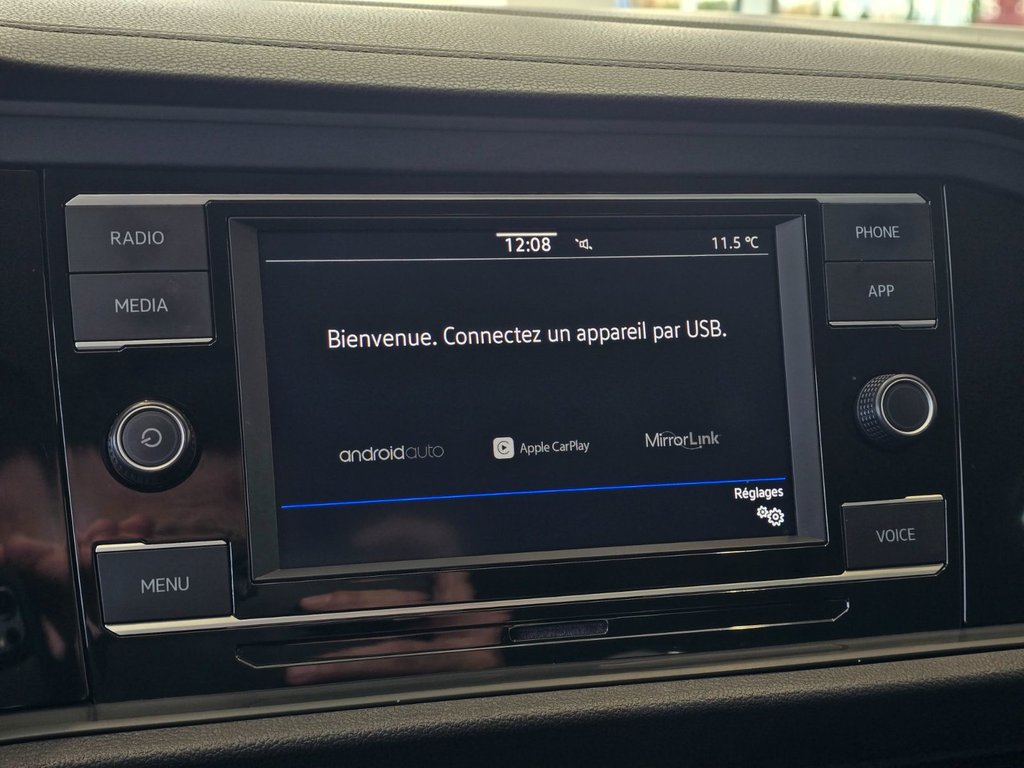 RADIO
MEDIA
MENU
12:08
11.5 °C
Bienvenue. Connectez un appareil par USB.
androidauto
Apple CarPlay
MirrorLink
Réglages
PHONE
APP
VOICE